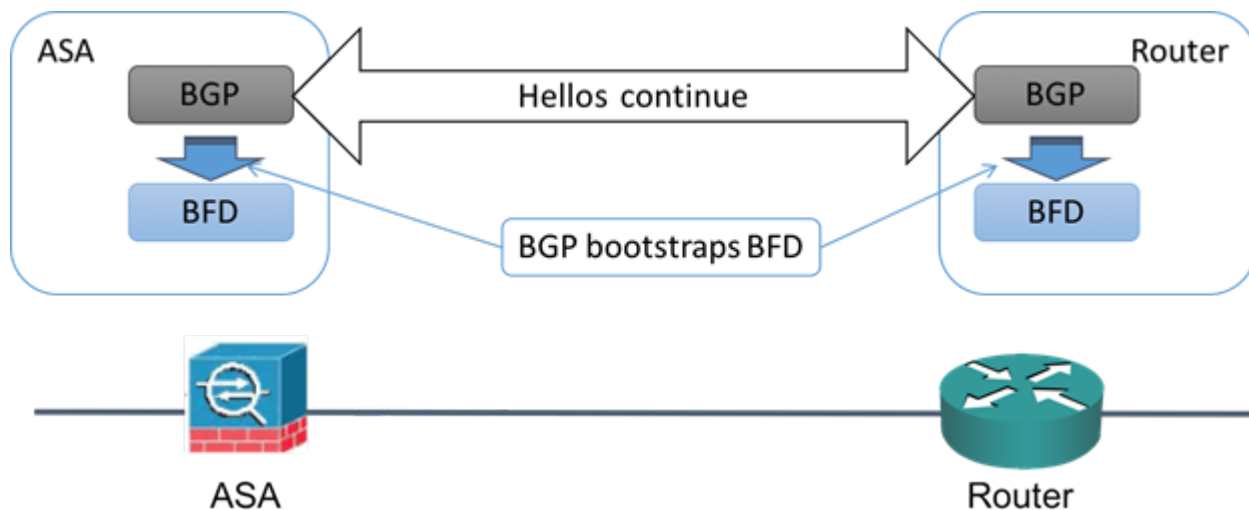 ASA
Router
BGP
Hellos continue
BGP
BFD
BFD
BGP bootstraps BFD
ASA
Router